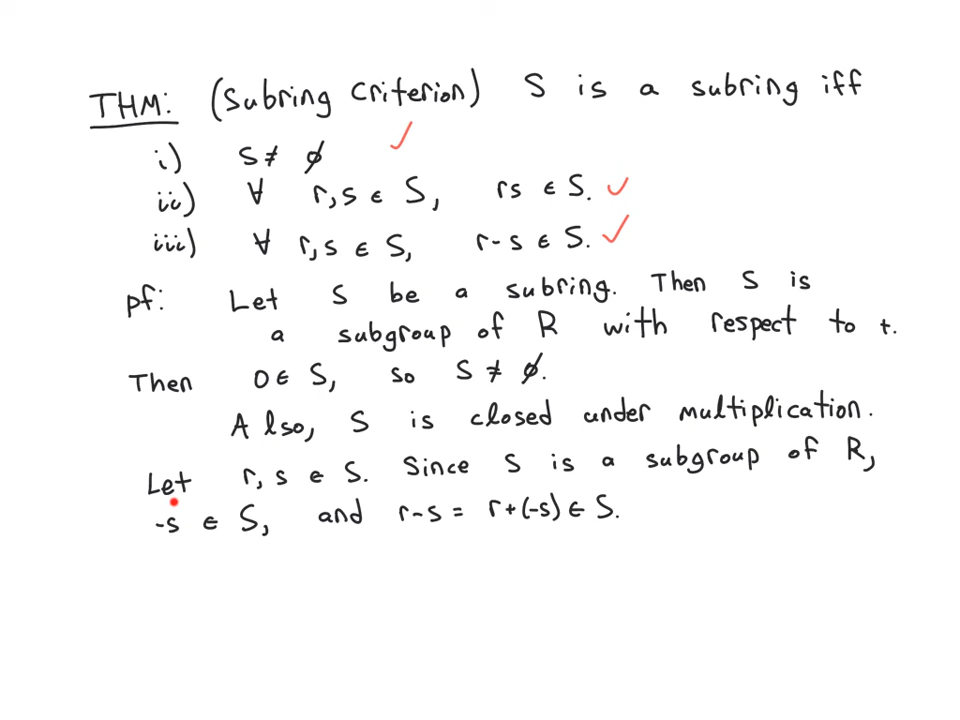 THM: (Subring Criterion) S is a subring iff
i) S ≠ ∅ ✓
ii) ∀ r,s ∈ S, rs ∈ S. ✓
iii) ∀ r,s ∈ S, r-s ∈ S. ✓
pf: Let S be a subring. Then S is
a subgroup of R with respect to +.
Then 0 ∈ S, so S ≠ ∅.
Also, S is closed under multiplication.
Let r, s ∈ S. Since S is a subgroup of R,
-s ∈ S, and r-s = r+(-s) ∈ S.